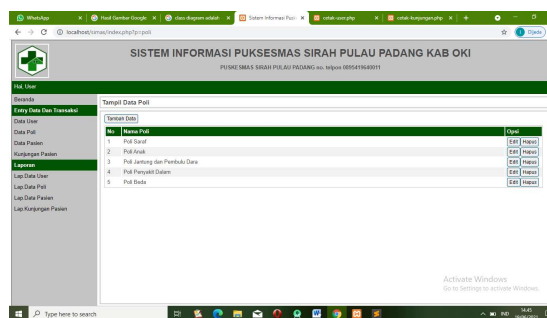 WhatsApp
Hasil Gambar Google
class diagram adalah
Sistem Informasi Pusk
cetak-user.php
cetak-kunjungan.php
localhost/simas/index.php?p=poli
Dijeda
SISTEM INFORMASI PUKSESMAS SIRAH PULAU PADANG KAB OKI
PUSKESMAS SIRAH PULAU PADANG no. telpon 0895419640011
Hai, User
Beranda
Entry Data Dan Transaksi
Data User
Data Poli
Data Pasien
Kunjungan Pasien
Laporan
Lap.Data User
Lap.Data Poli
Lap.Data Pasien
Lap.Kunjungan Pasien
Tampil Data Poli
Tambah Data
No Nama Poli Opsi
1 Poli Saraf Edit Hapus
2 Poli Anak Edit Hapus
3 Poli Jantung dan Pembulu Dara Edit Hapus
4 Poli Penyakit Dalam Edit Hapus
5 Poli Beda Edit Hapus
Activate Windows
Go to Settings to activate Windows.
Type here to search
IND
14.45